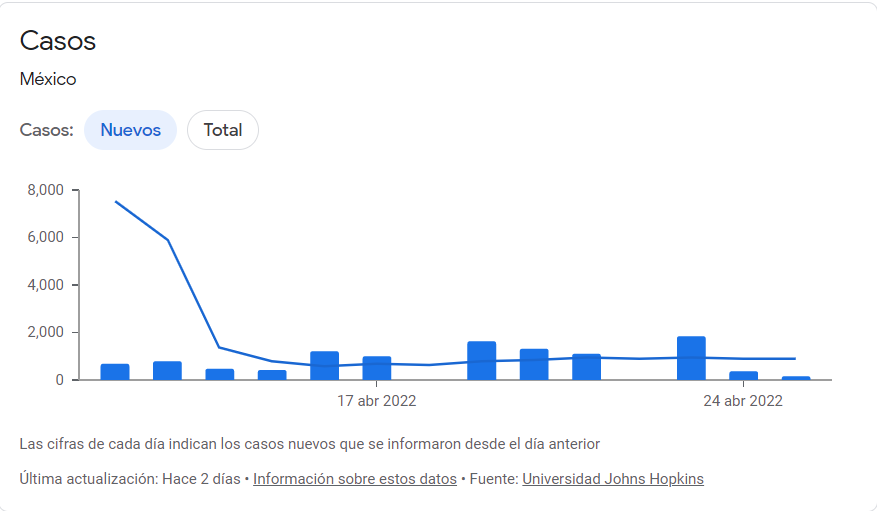 Casos
México
Casos: Nuevos Total
8,000
6,000
4,000
2,000
0
17 abr 2022 24 abr 2022
Las cifras de cada día indican los casos nuevos que se informaron desde el día anterior
Última actualización: Hace 2 días • Información sobre estos datos • Fuente: Universidad Johns Hopkins